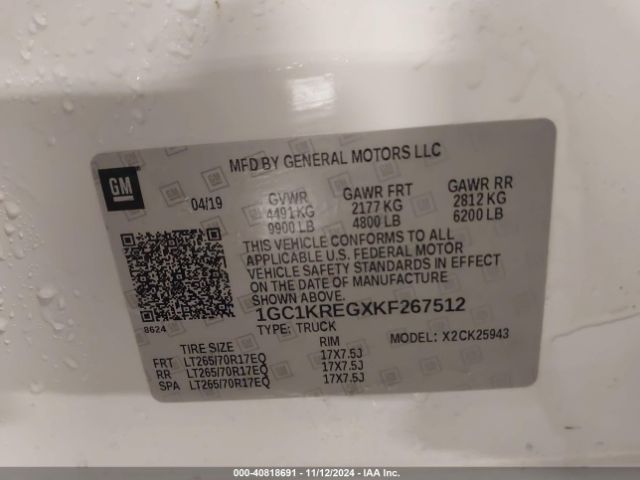 MFD BY GENERAL MOTORS LLC
GM
04/19
GVWR GAWR FRT GAWR RR
4491 KG 2177 KG 2812 KG
9900 LB 4800 LB 6200 LB
THIS VEHICLE CONFORMS TO ALL
APPLICABLE U.S. FEDERAL MOTOR
VEHICLE SAFETY STANDARDS IN EFFECT
ON THE DATE OF MANUFACTURE
SHOWN ABOVE.
1GC1KREGXKF267512
8624
TYPE: TRUCK MODEL: X2CK25943
TIRE SIZE RIM
FRT LT265/70R17EQ 17X7.5J
RR LT265/70R17EQ 17X7.5J
SPA LT265/70R17EQ 17X7.5J
000-40818691 - 11/12/2024 - IAA Inc.